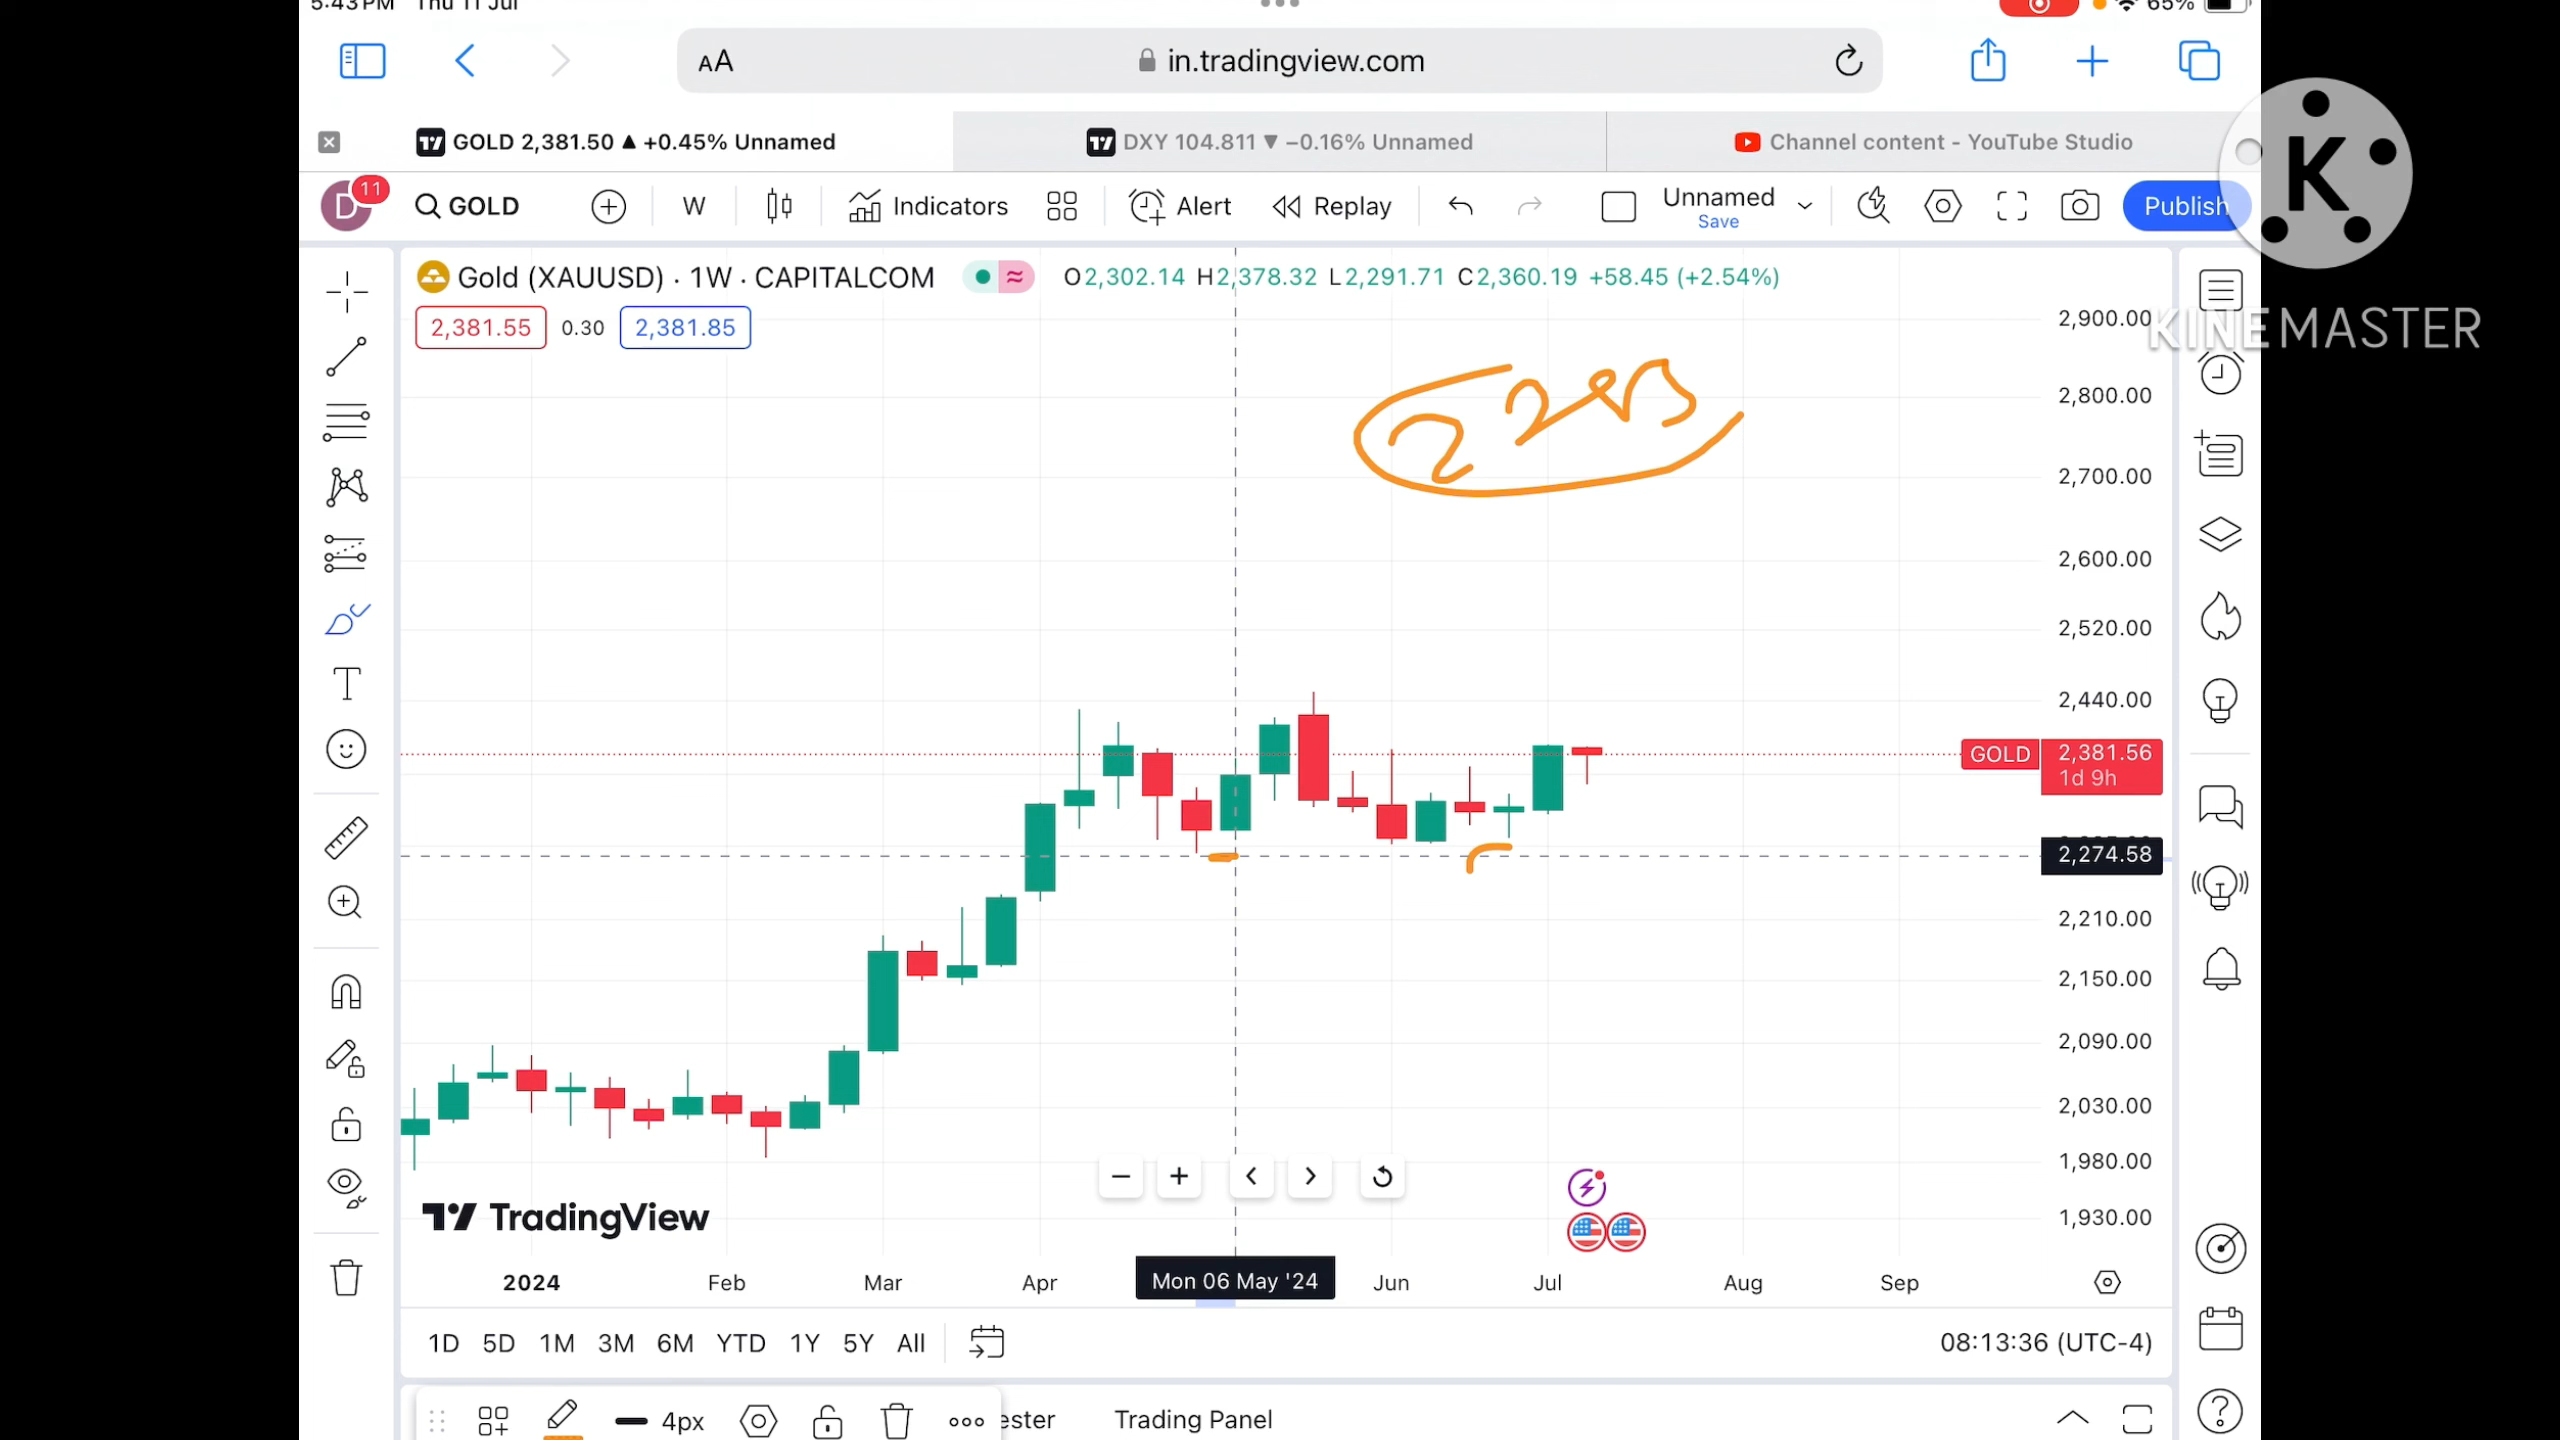 5:43PM Thu 11 Jul 65%
AA in.tradingview.com
GOLD 2,381.50 ▲ +0.45% Unnamed
DXY 104.811 ▼ −0.16% Unnamed
Channel content - YouTube Studio
D 11 GOLD W Indicators Alert Replay Unnamed Save Publish
K
KINEMASTER
Gold (XAUUSD) · 1W · CAPITALCOM O2,302.14 H2,378.32 L2,291.71 C2,360.19 +58.45 (+2.54%)
2,381.55 0.30 2,381.85
2,900.00
2,800.00
2,700.00
2,600.00
2,520.00
2,440.00
GOLD 2,381.56
1d 9h
2,274.58
2,210.00
2,150.00
2,090.00
2,030.00
1,980.00
1,930.00
TradingView
2024 Feb Mar Apr Mon 06 May '24 Jun Jul Aug Sep
1D 5D 1M 3M 6M YTD 1Y 5Y All 08:13:36 (UTC-4)
4px ester Trading Panel